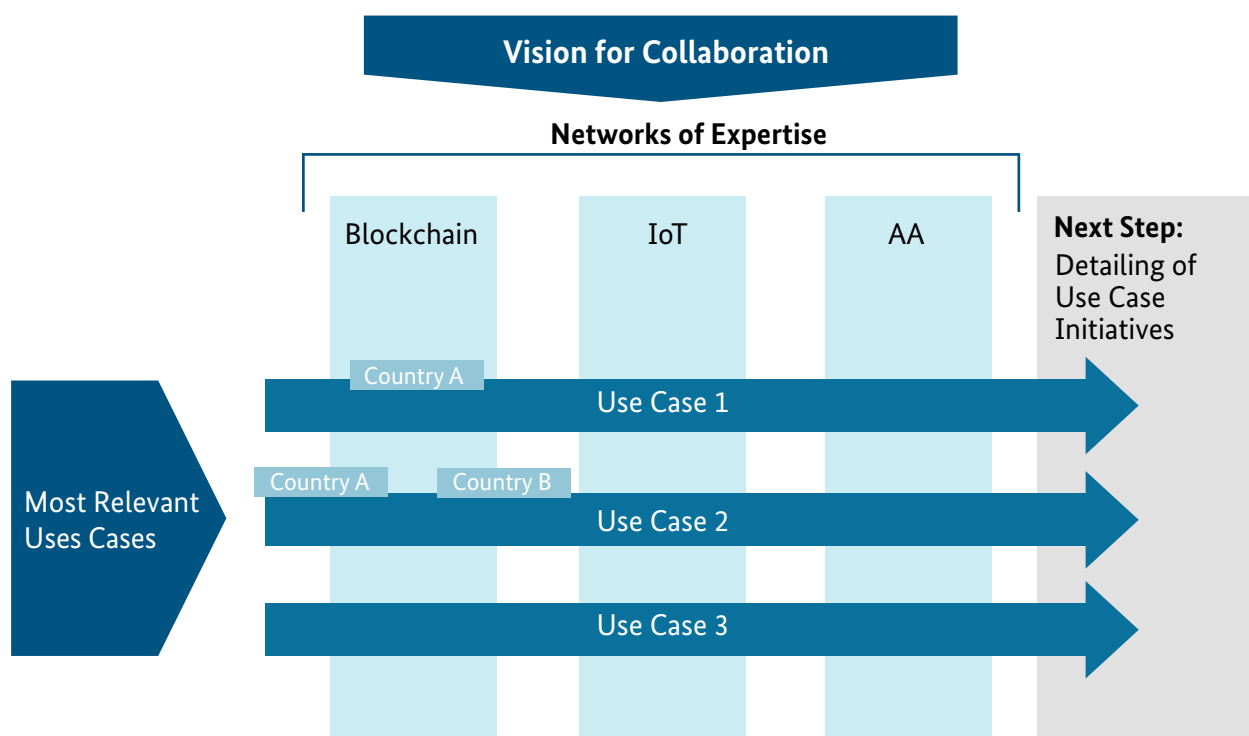 Vision for Collaboration
Networks of Expertise
Blockchain
IoT
AA
Next Step:
Detailing of
Use Case
Initiatives
Most Relevant
Uses Cases
Country A
Use Case 1
Country A
Country B
Use Case 2
Use Case 3